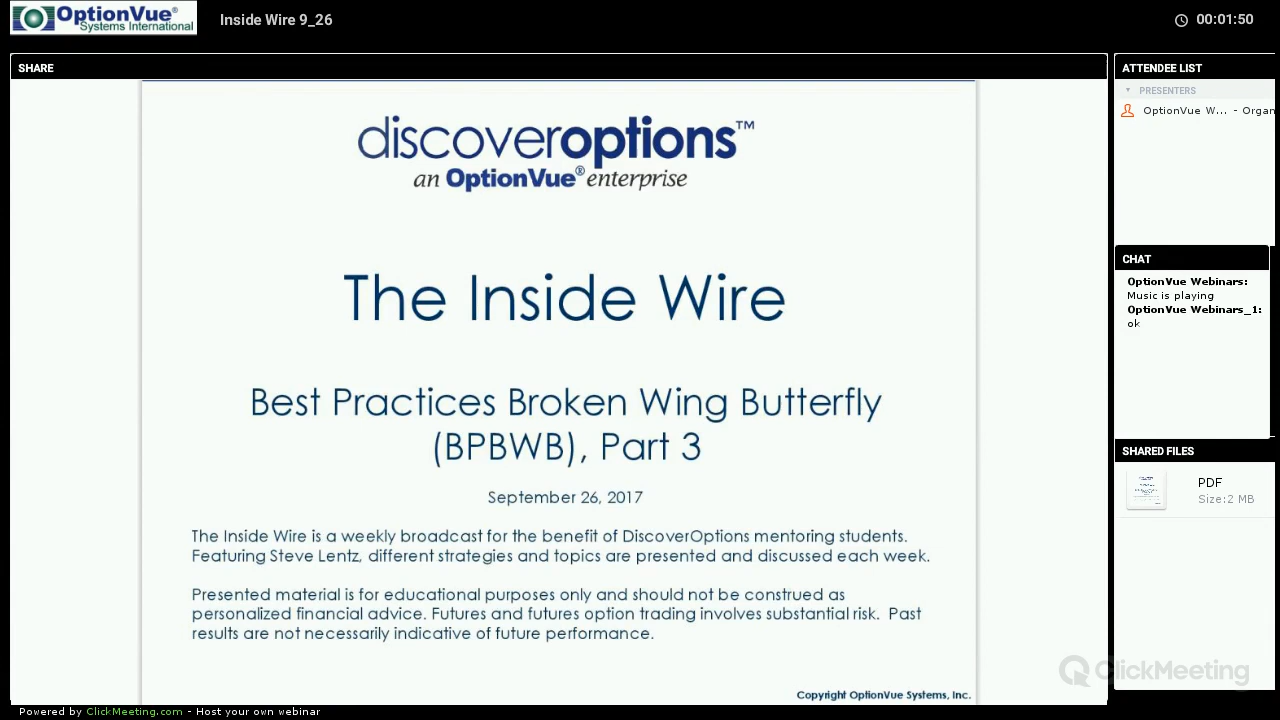 OptionVue®
Systems International
Inside Wire 9_26
00:01:50
SHARE
discoveroptions™
an OptionVue® enterprise
The Inside Wire
Best Practices Broken Wing Butterfly
(BPBWB), Part 3
September 26, 2017
The Inside Wire is a weekly broadcast for the benefit of DiscoverOptions mentoring students.
Featuring Steve Lentz, different strategies and topics are presented and discussed each week.
Presented material is for educational purposes only and should not be construed as
personalized financial advice. Futures and futures option trading involves substantial risk.  Past
results are not necessarily indicative of future performance.
Copyright OptionVue Systems, Inc.
ATTENDEE LIST
PRESENTERS
OptionVue W... - Organ
CHAT
OptionVue Webinars:
Music is playing
OptionVue Webinars_1:
ok
SHARED FILES
PDF
Size:2 MB
ClickMeeting
Powered by ClickMeeting.com - Host your own webinar